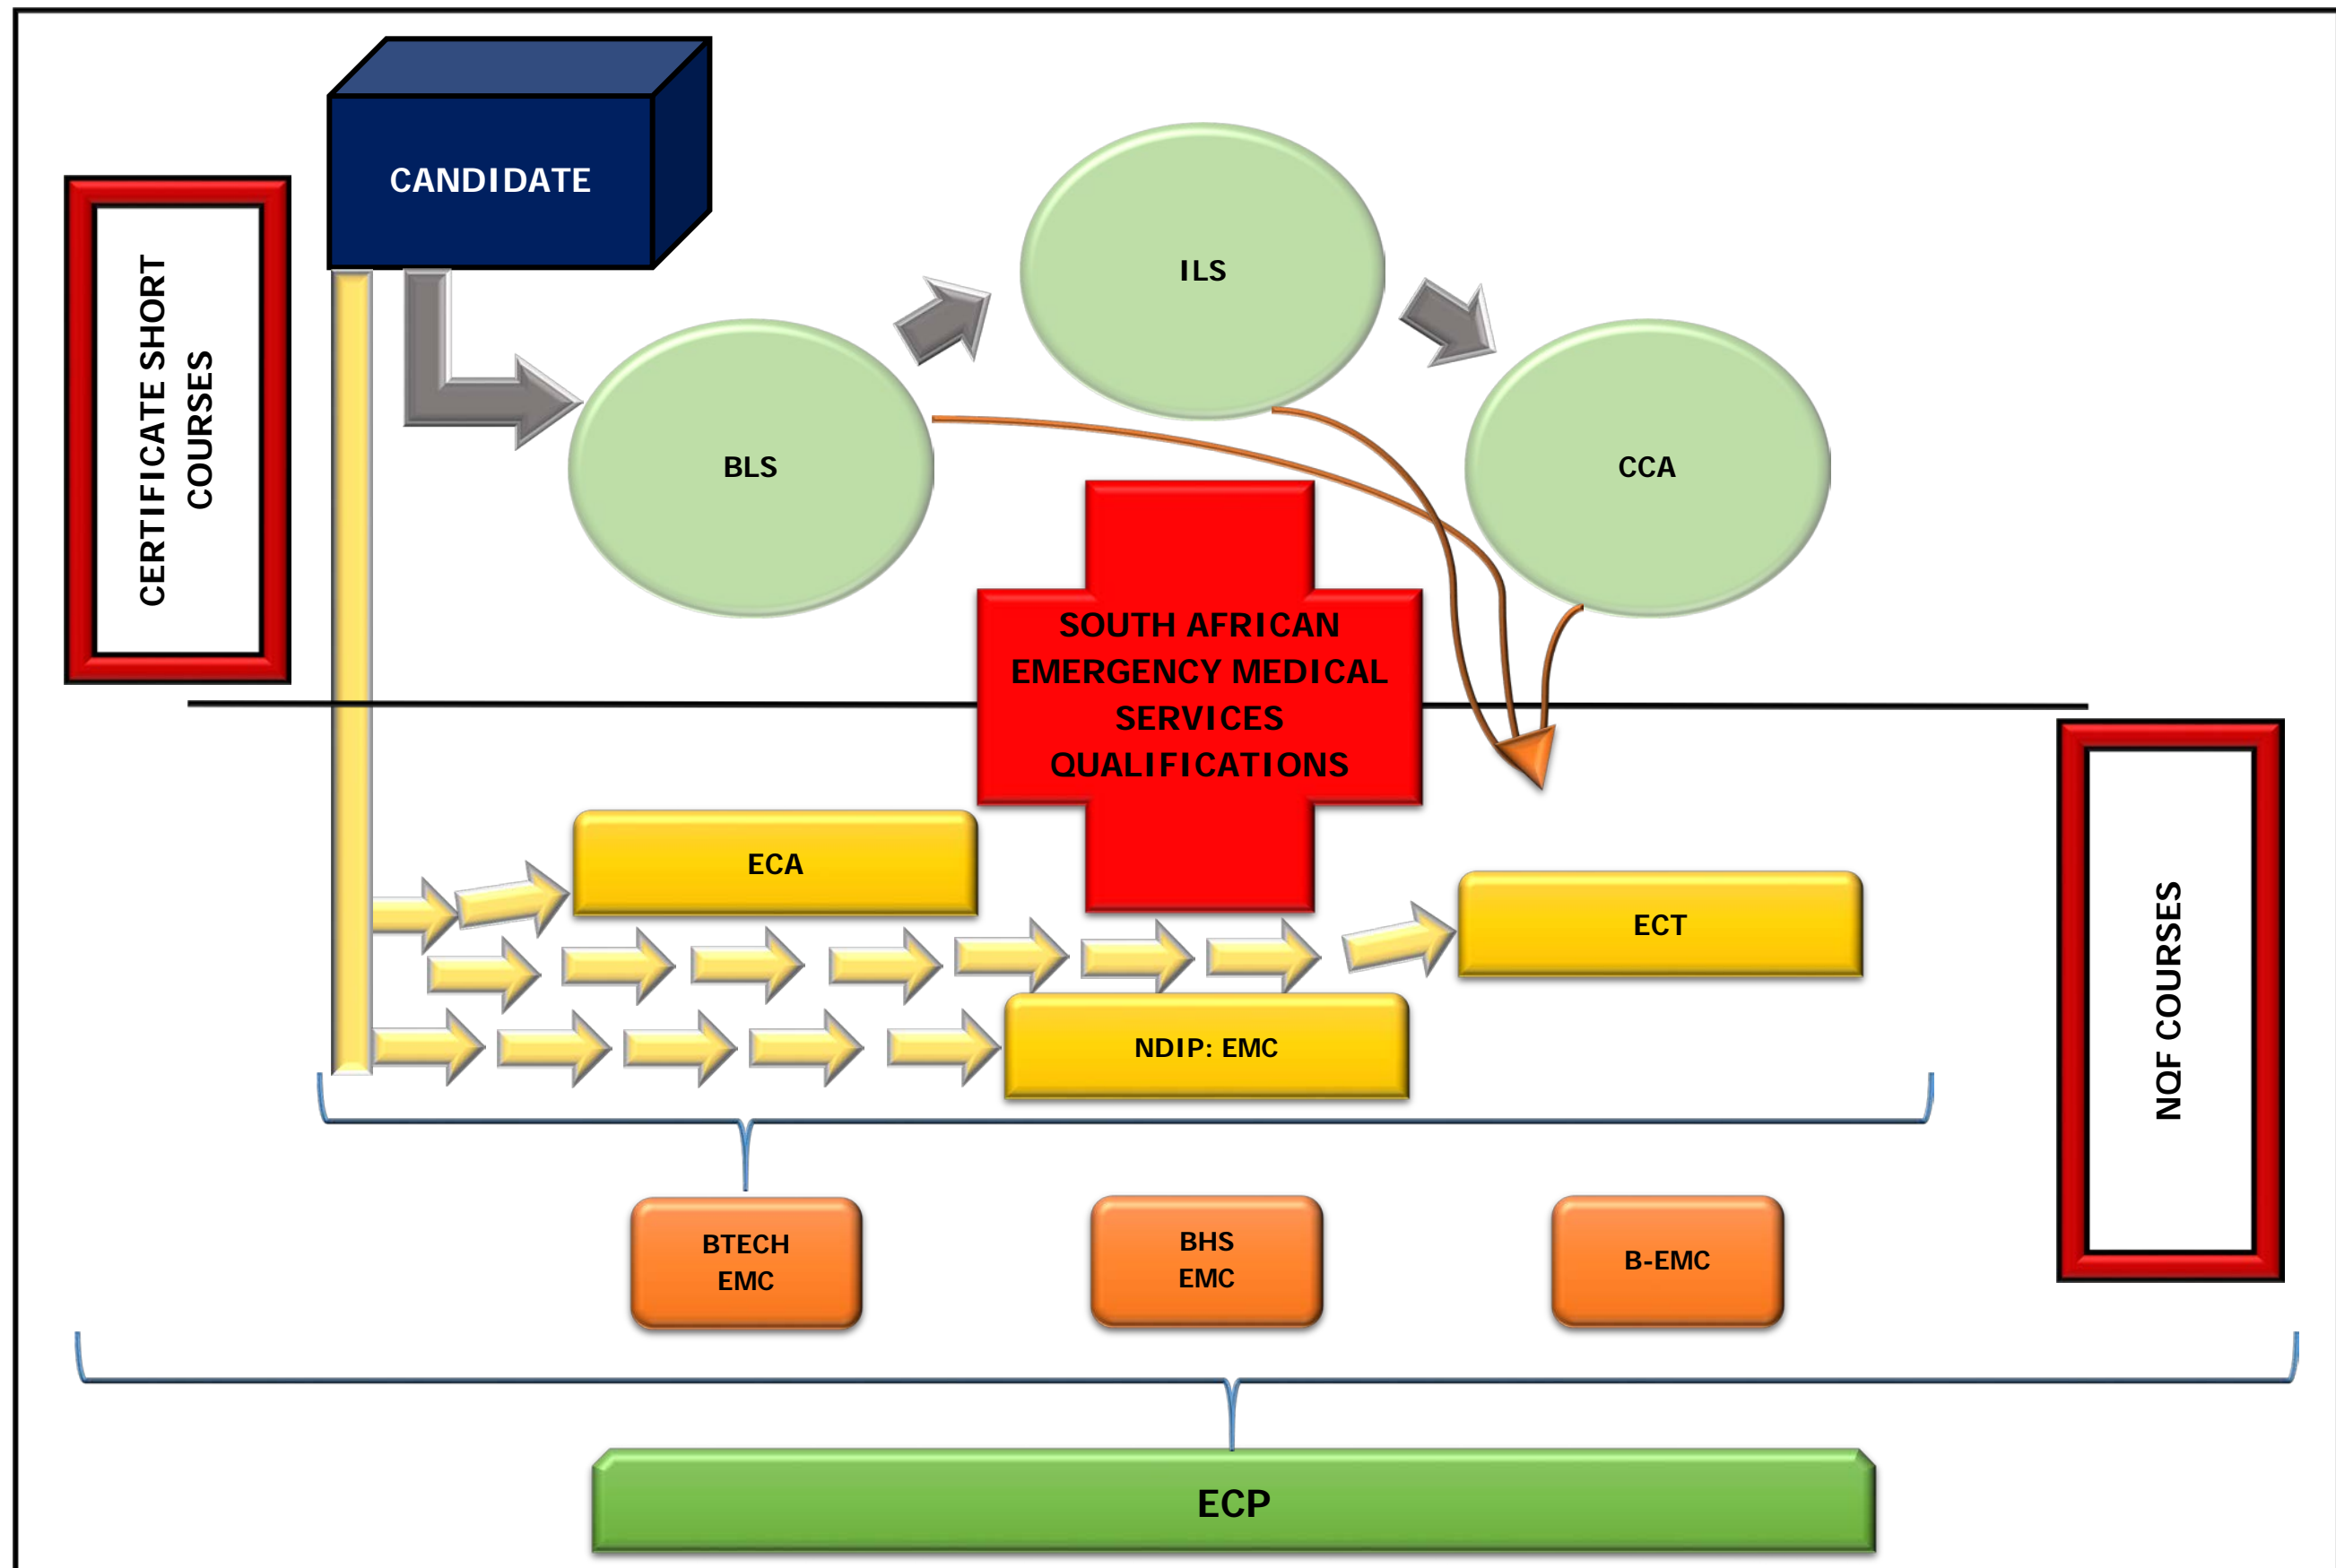 CANDIDATE
CERTIFICATE SHORT
COURSES
ILS
BLS
CCA
SOUTH AFRICAN
EMERGENCY MEDICAL
SERVICES
QUALIFICATIONS
ECA
ECT
NDIP: EMC
NQF COURSES
BTECH
EMC
BHS
EMC
B-EMC
ECP